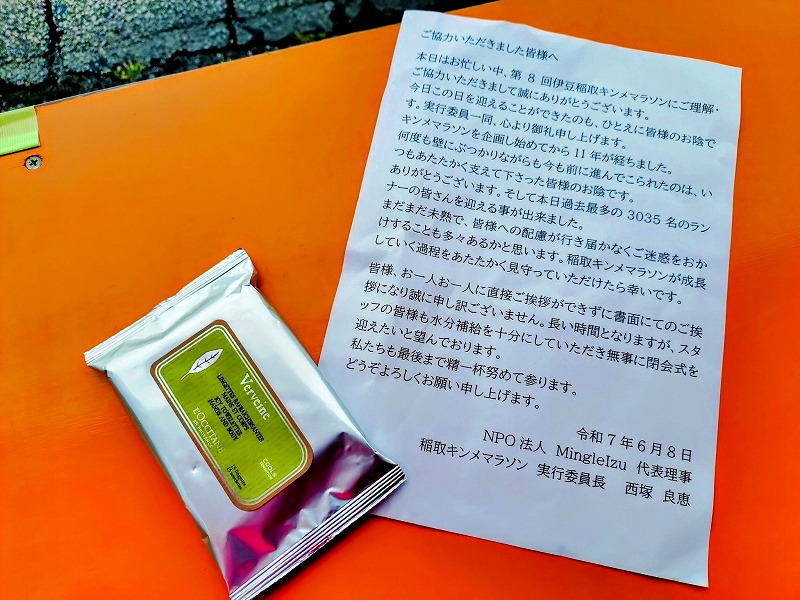 ご協力いただきました皆様へ
本日はお忙しい中、第 8 回伊豆稲取キンメマラソンにご理解・
ご協力いただきまして誠にありがとうございます。
今日この日を迎えることができたのも、ひとえに皆様のお陰で
す。実行委員一同、心より御礼申し上げます。
キンメマラソンを企画し始めてから 11 年が経ちました。
何度も壁にぶつかりながらも今も前に進んでこられたのは、い
つもあたたかく支えて下さった皆様のお陰です。
ありがとうございます。そして本日過去最多の 3035 名のラン
ナーの皆さんを迎える事が出来ました。
まだまだ未熟で、皆様への配慮が行き届かなくご迷惑をおか
けすることも多々あるかと思います。稲取キンメマラソンが成長
していく過程をあたたかく見守っていただけたら幸いです。
皆様、お一人お一人に直接ご挨拶ができずに書面にてのご挨
拶になり誠に申し訳ございません。長い時間となりますが、スタ
ッフの皆様も水分補給を十分にしていただき無事に閉会式を
迎えたいと望んでおります。
私たちも最後まで精一杯努めて参ります。
どうぞよろしくお願い申し上げます。
令和7年6月8日
NPO法人 MingleIzu 代表理事
稲取キンメマラソン 実行委員長 西塚 良恵
Verveine
LINGETTES RAFRAICHISSANTES
MAINS ET CORPS
ICY TOWELETTES
HANDS AND BODY
L'OCCITANE
EN PROVENCE